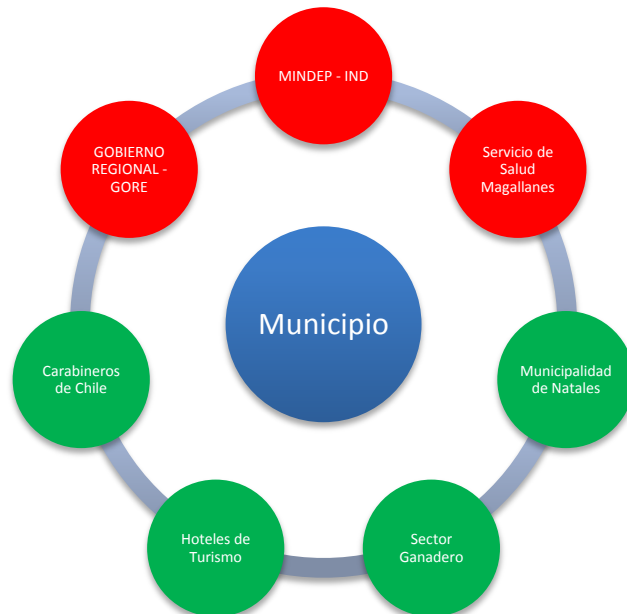 MINDEP - IND
GOBIERNO
REGIONAL -
GORE
Servicio de
Salud
Magallanes
Municipio
Carabineros
de Chile
Municipalidad
de Natales
Hoteles de
Turismo
Sector
Ganadero